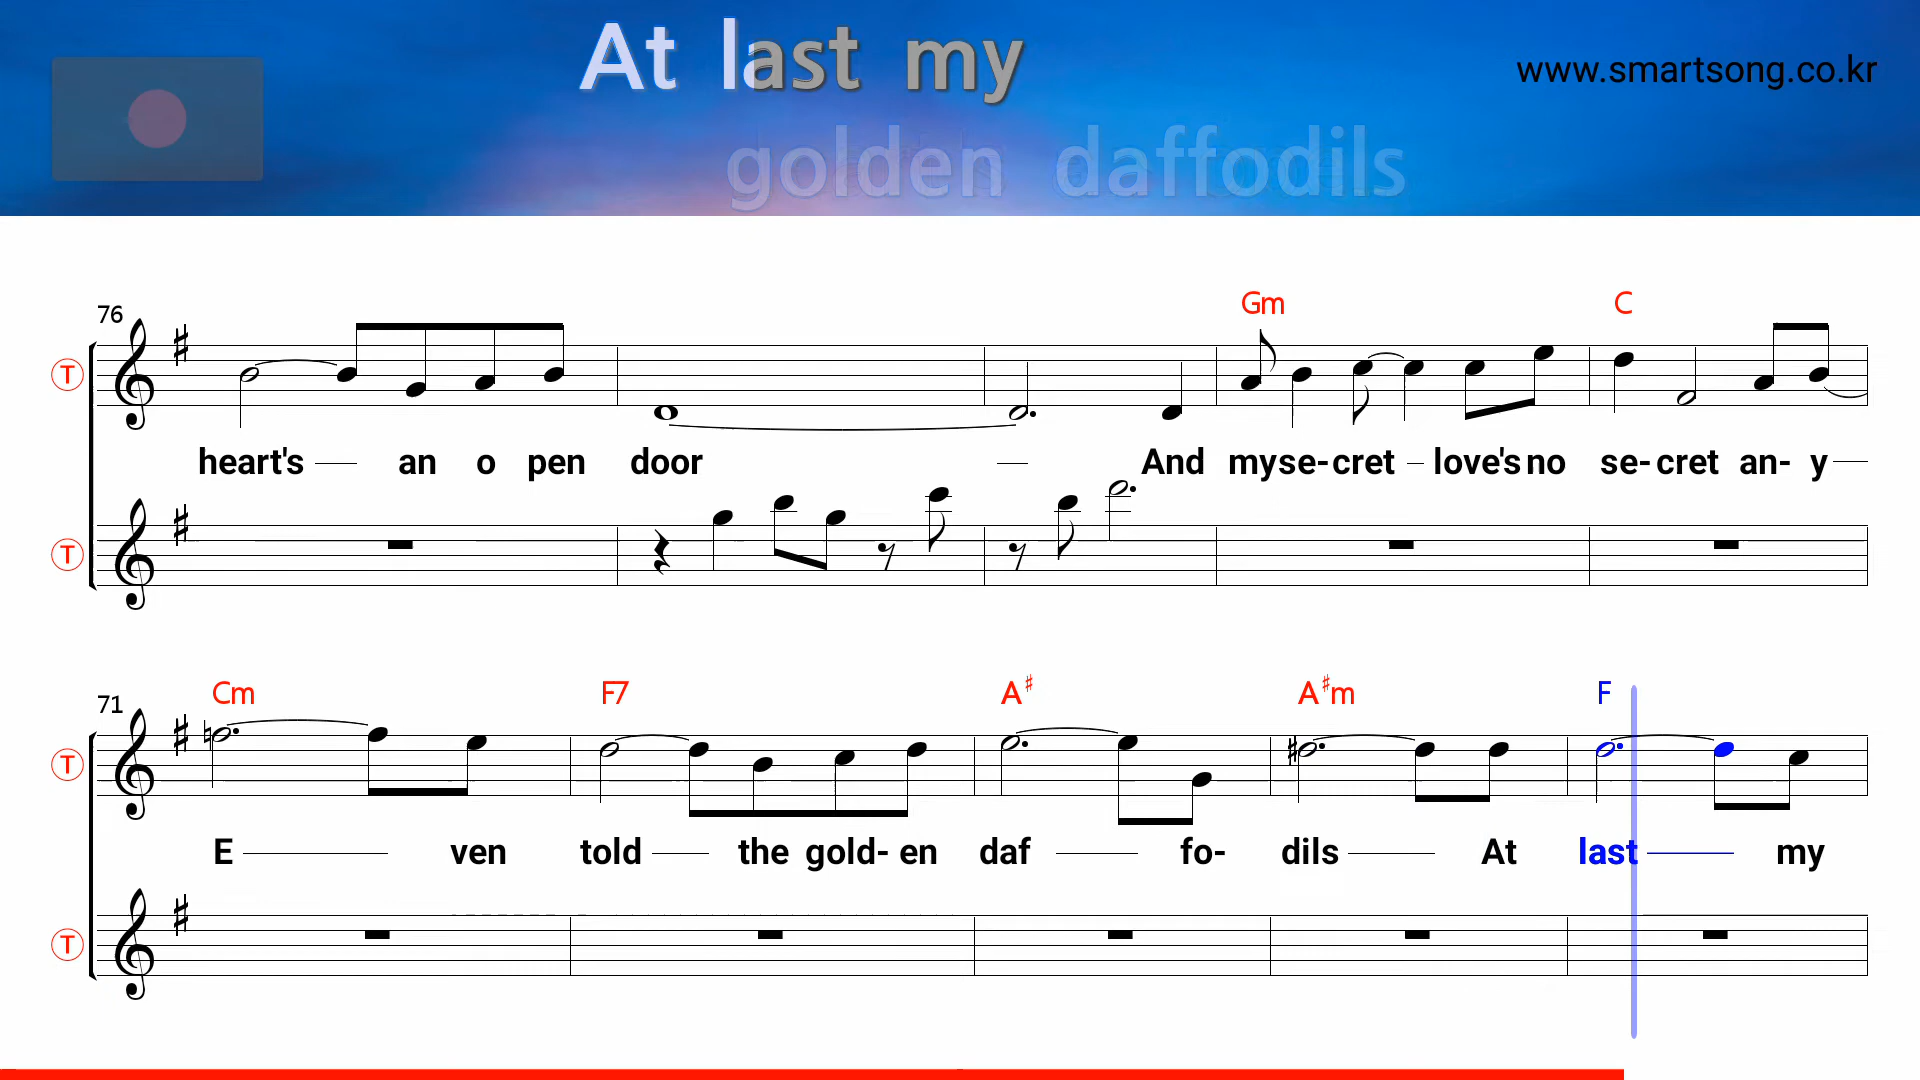 At last my
www.smartsong.co.kr
golden daffodils
76
Gm C
T
heart's an o pen door And my se- cret love's no se- cret an- y
T
71
Cm F7 A♯ A♯m F
T
E ven told the gold- en daf fo- dils At last my
T